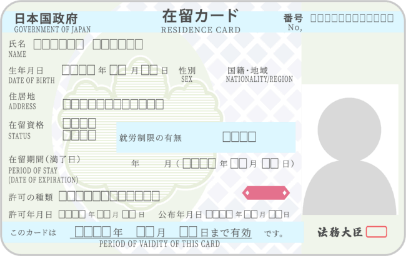 日本国政府 在留カード 番号 □□□□□□□□□□□□
GOVERNMENT OF JAPAN RESIDENCE CARD No,
氏名 □□□□□□ □□□□□□
NAME
生年月日 □□□□年□□月□□日 性別 国籍・地域
DATE OF BIRTH SEX NATIONALITY/REGION
住居地
ADDRESS □□□□□□□□□□□□
在留資格 □□□□
STATUS □□□□ 就労制限の有無 □□□□
在留期間(満了日) 年 月(□□□□年□□月□□日)
PERIOD OF STAY
(DATE OF EXPIRATION)
許可の種類 □□□□□□□□□□□□
許可年月日 □□□□年□□月□□日 公布年月日 □□□□年□□月□□日
このカードは □□□□年 □□月 □□日まで有効 です。
PERIOD OF VAIDITY OF THIS CARD
法務大臣